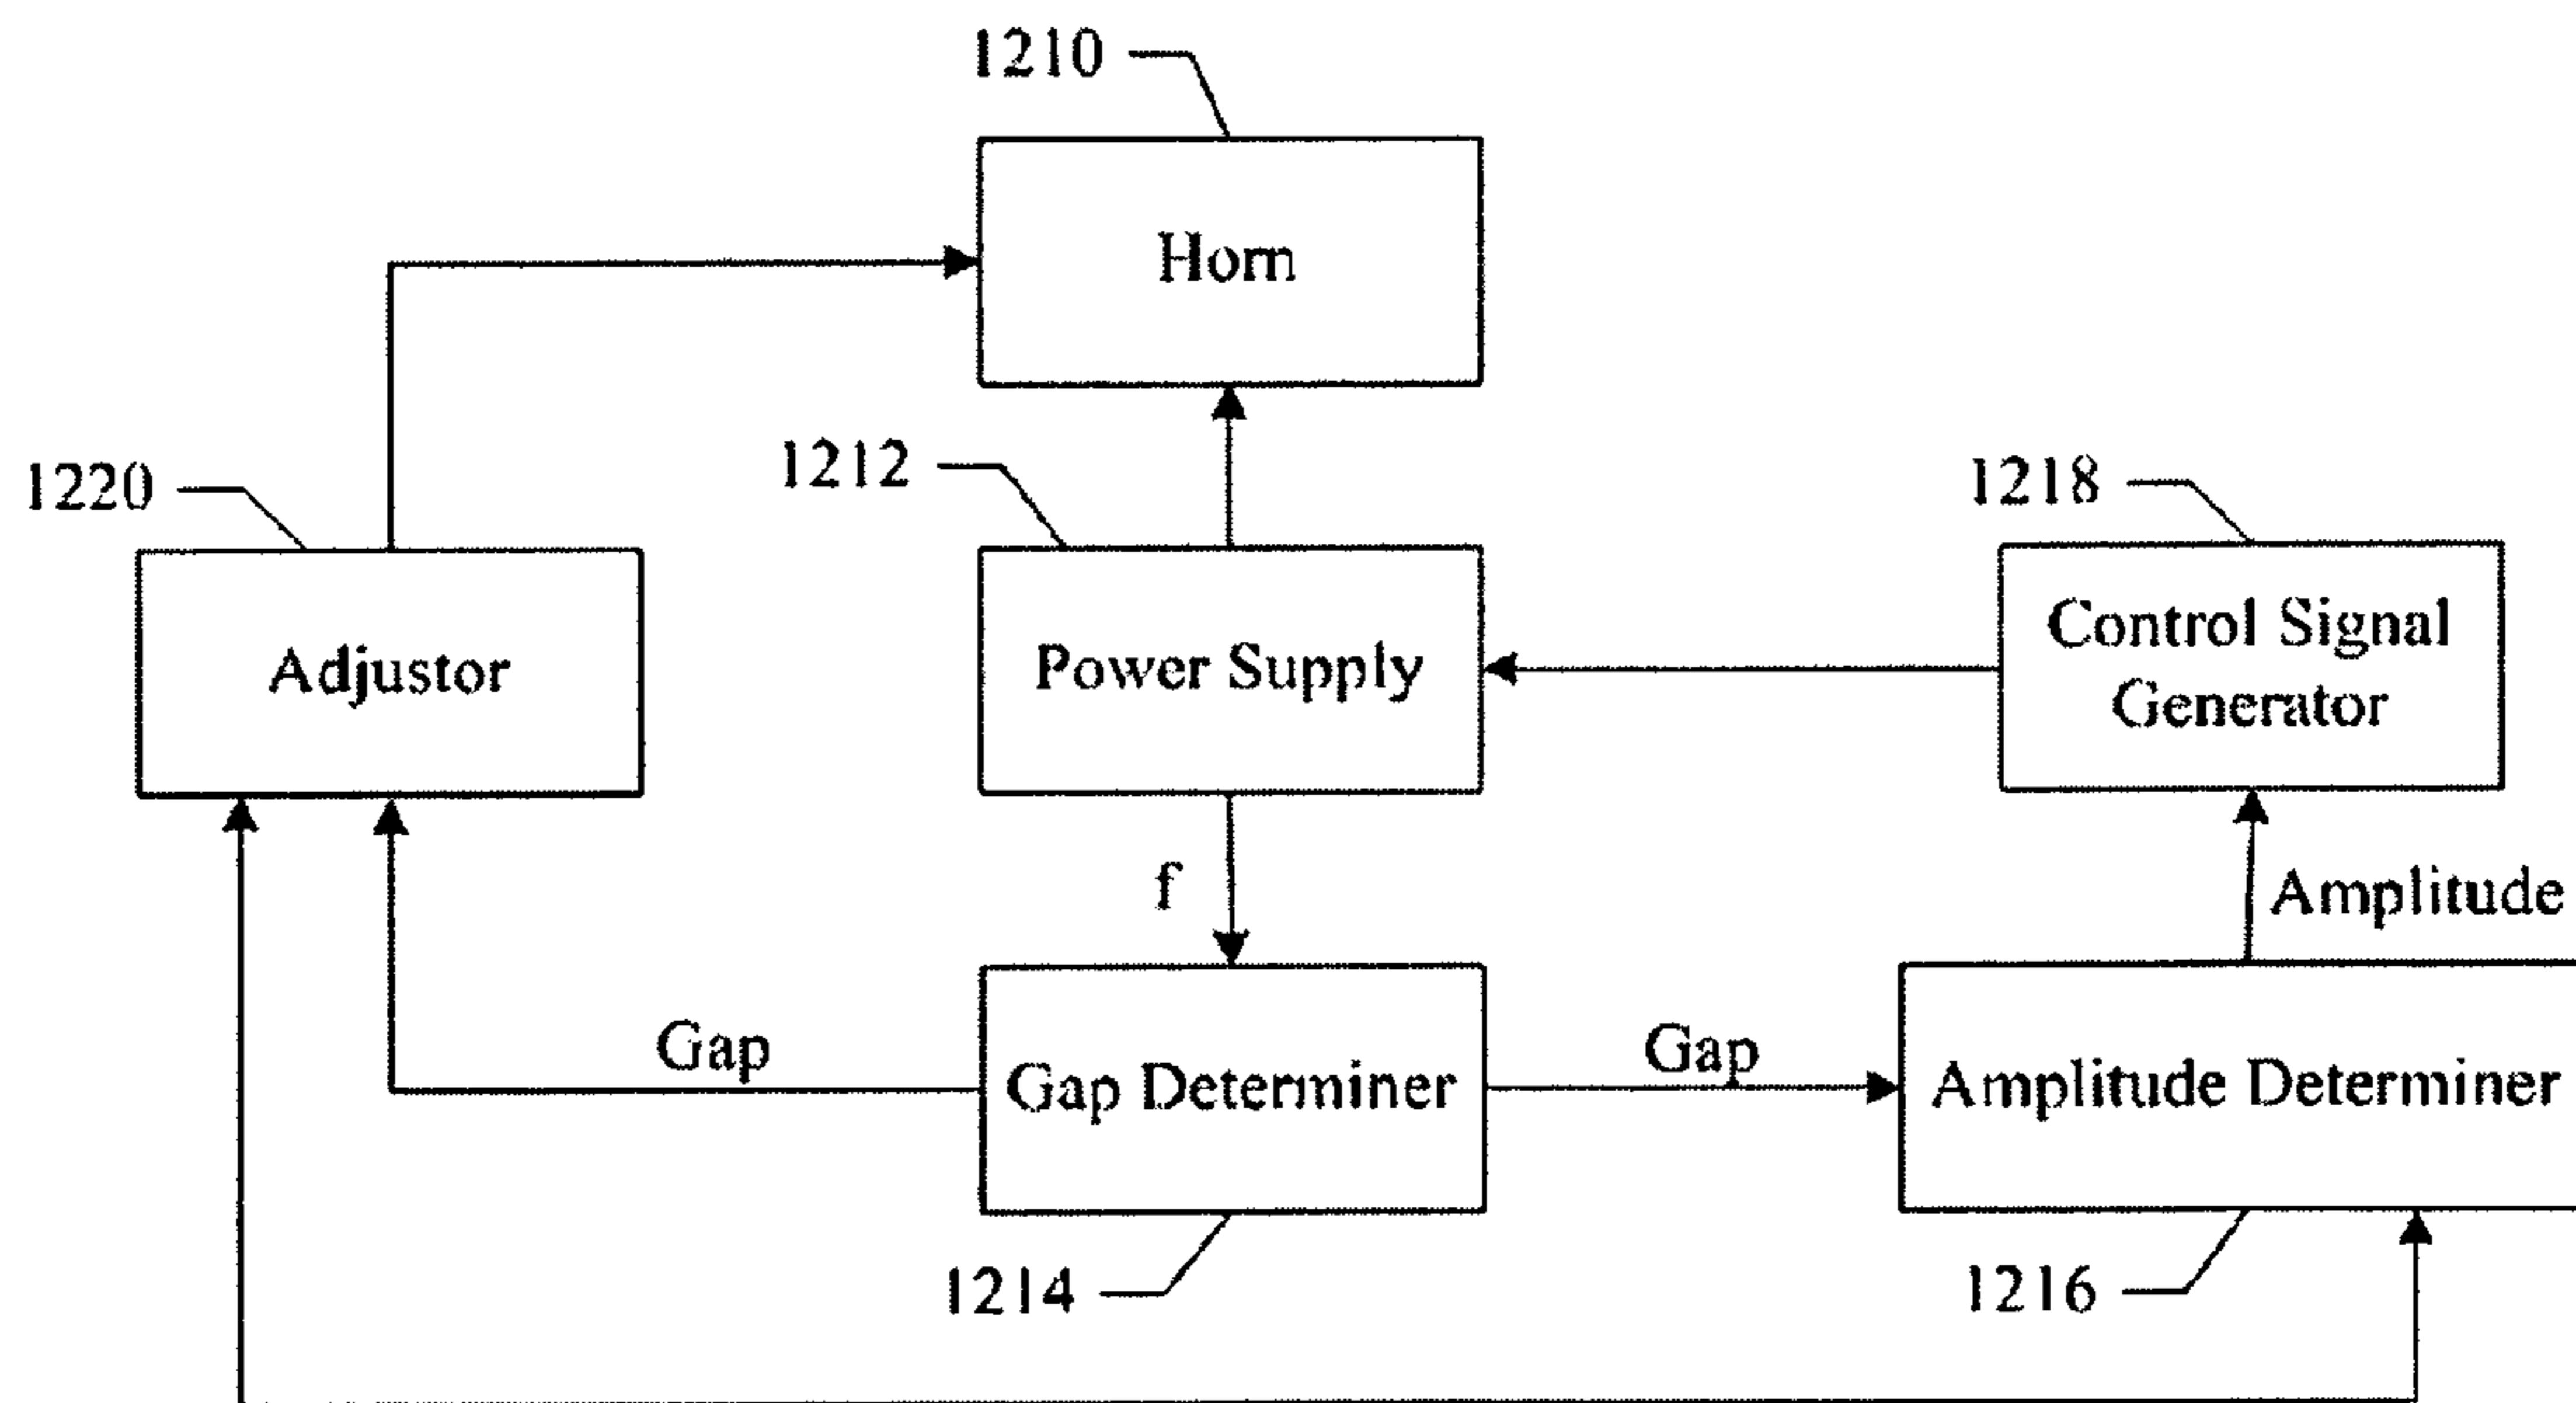 1210
Horn
1220
1212
1218
Adjustor
Power Supply
Control Signal
Generator
f
Amplitude
Gap
Gap
Gap Determiner
Amplitude Determiner
1214
1216